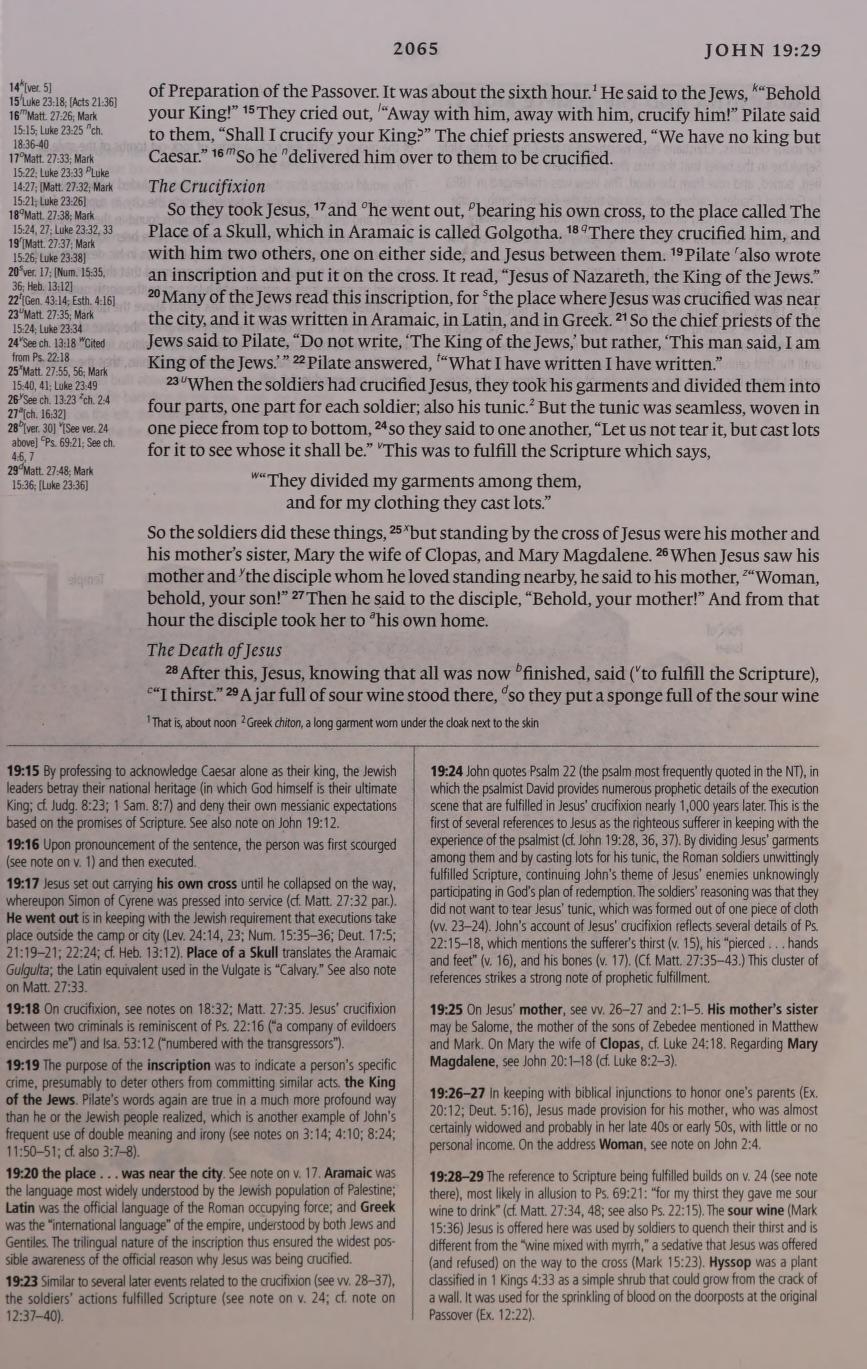 2065
JOHN 19:29
14k[ver. 5]
15lLuke 23:18; [Acts 21:36]
16mMatt. 27:26; Mark
15:15; Luke 23:25 nch.
18:36-40
17oMatt. 27:33; Mark
15:22; Luke 23:33 pLuke
14:27; [Matt. 27:32; Mark
15:21; Luke 23:26]
18qMatt. 27:38; Mark
15:24, 27; Luke 23:32, 33
19r[Matt. 27:37; Mark
15:26; Luke 23:38]
20sver. 17; [Num. 15:35,
36; Heb. 13:12]
22t[Gen. 43:14; Esth. 4:16]
23uMatt. 27:35; Mark
15:24; Luke 23:34
24vSee ch. 13:18 wCited
from Ps. 22:18
25xMatt. 27:55, 56; Mark
15:40, 41; Luke 23:49
26ySee ch. 13:23 zch. 2:4
27a[ch. 16:32]
28b[ver. 30] v[See ver. 24
above] cPs. 69:21; See ch.
4:6, 7
29dMatt. 27:48; Mark
15:36; [Luke 23:36]
of Preparation of the Passover. It was about the sixth hour.1 He said to the Jews, k“Behold
your King!” 15 They cried out, l“Away with him, away with him, crucify him!” Pilate said
to them, “Shall I crucify your King?” The chief priests answered, “We have no king but
Caesar.” 16 mSo he ndelivered him over to them to be crucified.
The Crucifixion
So they took Jesus, 17 and ohe went out, pbearing his own cross, to the place called The
Place of a Skull, which in Aramaic is called Golgotha. 18 qThere they crucified him, and
with him two others, one on either side, and Jesus between them. 19 Pilate ralso wrote
an inscription and put it on the cross. It read, “Jesus of Nazareth, the King of the Jews.”
20 Many of the Jews read this inscription, for sthe place where Jesus was crucified was near
the city, and it was written in Aramaic, in Latin, and in Greek. 21 So the chief priests of the
Jews said to Pilate, “Do not write, ‘The King of the Jews,’ but rather, ‘This man said, I am
King of the Jews.’ ” 22 Pilate answered, t“What I have written I have written.”
23 uWhen the soldiers had crucified Jesus, they took his garments and divided them into
four parts, one part for each soldier; also his tunic.2 But the tunic was seamless, woven in
one piece from top to bottom, 24 so they said to one another, “Let us not tear it, but cast lots
for it to see whose it shall be.” vThis was to fulfill the Scripture which says,
w“They divided my garments among them,
and for my clothing they cast lots.”
So the soldiers did these things, 25 xbut standing by the cross of Jesus were his mother and
his mother’s sister, Mary the wife of Clopas, and Mary Magdalene. 26 When Jesus saw his
mother and ythe disciple whom he loved standing nearby, he said to his mother, z“Woman,
behold, your son!” 27 Then he said to the disciple, “Behold, your mother!” And from that
hour the disciple took her to ahis own home.
The Death of Jesus
28 After this, Jesus, knowing that all was now bfinished, said (vto fulfill the Scripture),
c“I thirst.” 29 A jar full of sour wine stood there, dso they put a sponge full of the sour wine
1 That is, about noon 2 Greek chiton, a long garment worn under the cloak next to the skin
19:15 By professing to acknowledge Caesar alone as their king, the Jewish
leaders betray their national heritage (in which God himself is their ultimate
King; cf. Judg. 8:23; 1 Sam. 8:7) and deny their own messianic expectations
based on the promises of Scripture. See also note on John 19:12.
19:16 Upon pronouncement of the sentence, the person was first scourged
(see note on v. 1) and then executed.
19:17 Jesus set out carrying his own cross until he collapsed on the way,
whereupon Simon of Cyrene was pressed into service (cf. Matt. 27:32 par.).
He went out is in keeping with the Jewish requirement that executions take
place outside the camp or city (Lev. 24:14, 23; Num. 15:35–36; Deut. 17:5;
21:19–21; 22:24; cf. Heb. 13:12). Place of a Skull translates the Aramaic
Gulgulta; the Latin equivalent used in the Vulgate is “Calvary.” See also note
on Matt. 27:33.
19:18 On crucifixion, see notes on 18:32; Matt. 27:35. Jesus’ crucifixion
between two criminals is reminiscent of Ps. 22:16 (“a company of evildoers
encircles me”) and Isa. 53:12 (“numbered with the transgressors”).
19:19 The purpose of the inscription was to indicate a person’s specific
crime, presumably to deter others from committing similar acts. the King
of the Jews. Pilate’s words again are true in a much more profound way
than he or the Jewish people realized, which is another example of John’s
frequent use of double meaning and irony (see notes on 3:14; 4:10; 8:24;
11:50–51; cf. also 3:7–8).
19:20 the place . . . was near the city. See note on v. 17. Aramaic was
the language most widely understood by the Jewish population of Palestine;
Latin was the official language of the Roman occupying force; and Greek
was the “international language” of the empire, understood by both Jews and
Gentiles. The trilingual nature of the inscription thus ensured the widest pos-
sible awareness of the official reason why Jesus was being crucified.
19:23 Similar to several later events related to the crucifixion (see vv. 28–37),
the soldiers’ actions fulfilled Scripture (see note on v. 24; cf. note on
12:37–40).
19:24 John quotes Psalm 22 (the psalm most frequently quoted in the NT), in
which the psalmist David provides numerous prophetic details of the execution
scene that are fulfilled in Jesus’ crucifixion nearly 1,000 years later. This is the
first of several references to Jesus as the righteous sufferer in keeping with the
experience of the psalmist (cf. John 19:28, 36, 37). By dividing Jesus’ garments
among them and by casting lots for his tunic, the Roman soldiers unwittingly
fulfilled Scripture, continuing John’s theme of Jesus’ enemies unknowingly
participating in God’s plan of redemption. The soldiers’ reasoning was that they
did not want to tear Jesus’ tunic, which was formed out of one piece of cloth
(vv. 23–24). John’s account of Jesus’ crucifixion reflects several details of Ps.
22:15–18, which mentions the sufferer’s thirst (v. 15), his “pierced . . . hands
and feet” (v. 16), and his bones (v. 17). (Cf. Matt. 27:35–43.) This cluster of
references strikes a strong note of prophetic fulfillment.
19:25 On Jesus’ mother, see vv. 26–27 and 2:1–5. His mother’s sister
may be Salome, the mother of the sons of Zebedee mentioned in Matthew
and Mark. On Mary the wife of Clopas, cf. Luke 24:18. Regarding Mary
Magdalene, see John 20:1–18 (cf. Luke 8:2–3).
19:26–27 In keeping with biblical injunctions to honor one’s parents (Ex.
20:12; Deut. 5:16), Jesus made provision for his mother, who was almost
certainly widowed and probably in her late 40s or early 50s, with little or no
personal income. On the address Woman, see note on John 2:4.
19:28–29 The reference to Scripture being fulfilled builds on v. 24 (see note
there), most likely in allusion to Ps. 69:21: “for my thirst they gave me sour
wine to drink” (cf. Matt. 27:34, 48; see also Ps. 22:15). The sour wine (Mark
15:36) Jesus is offered here was used by soldiers to quench their thirst and is
different from the “wine mixed with myrrh,” a sedative that Jesus was offered
(and refused) on the way to the cross (Mark 15:23). Hyssop was a plant
classified in 1 Kings 4:33 as a simple shrub that could grow from the crack of
a wall. It was used for the sprinkling of blood on the doorposts at the original
Passover (Ex. 12:22).